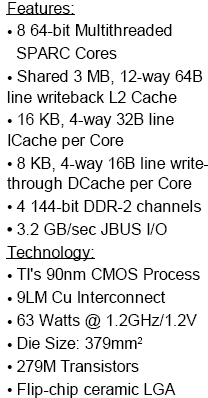 Features:
• 8 64-bit Multithreaded
SPARC Cores
• Shared 3 MB, 12-way 64B
line writeback L2 Cache
• 16 KB, 4-way 32B line
ICache per Core
• 8 KB, 4-way 16B line write-
through DCache per Core
• 4 144-bit DDR-2 channels
• 3.2 GB/sec JBUS I/O
Technology:
• TI's 90nm CMOS Process
• 9LM Cu Interconnect
• 63 Watts @ 1.2GHz/1.2V
• Die Size: 379mm²
• 279M Transistors
• Flip-chip ceramic LGA